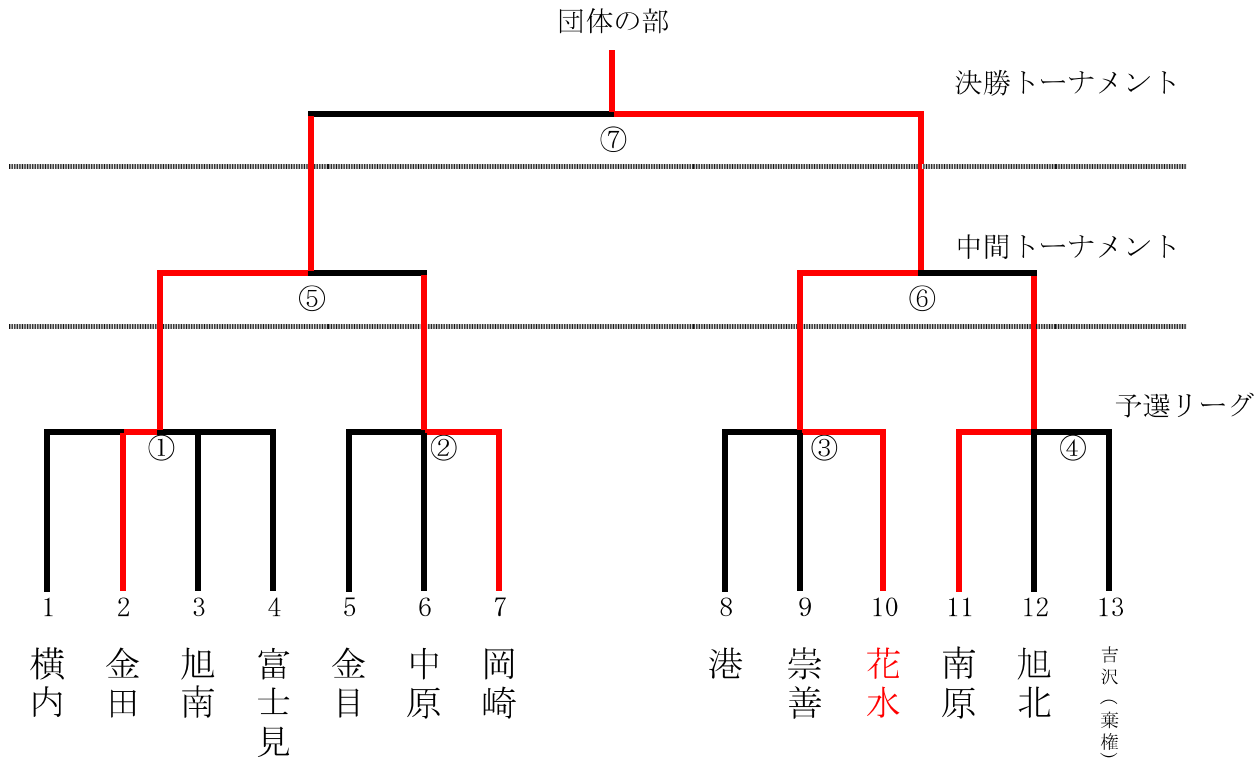 団体の部
決勝トーナメント
⑦
中間トーナメント
⑤
⑥
予選リーグ
①
②
③
④
1
2
3
4
5
6
7
8
9
10
11
12
13
横内
金田
旭南
富士見
金目
中原
岡崎
港
崇善
花水
南原
旭北
吉沢（棄権）